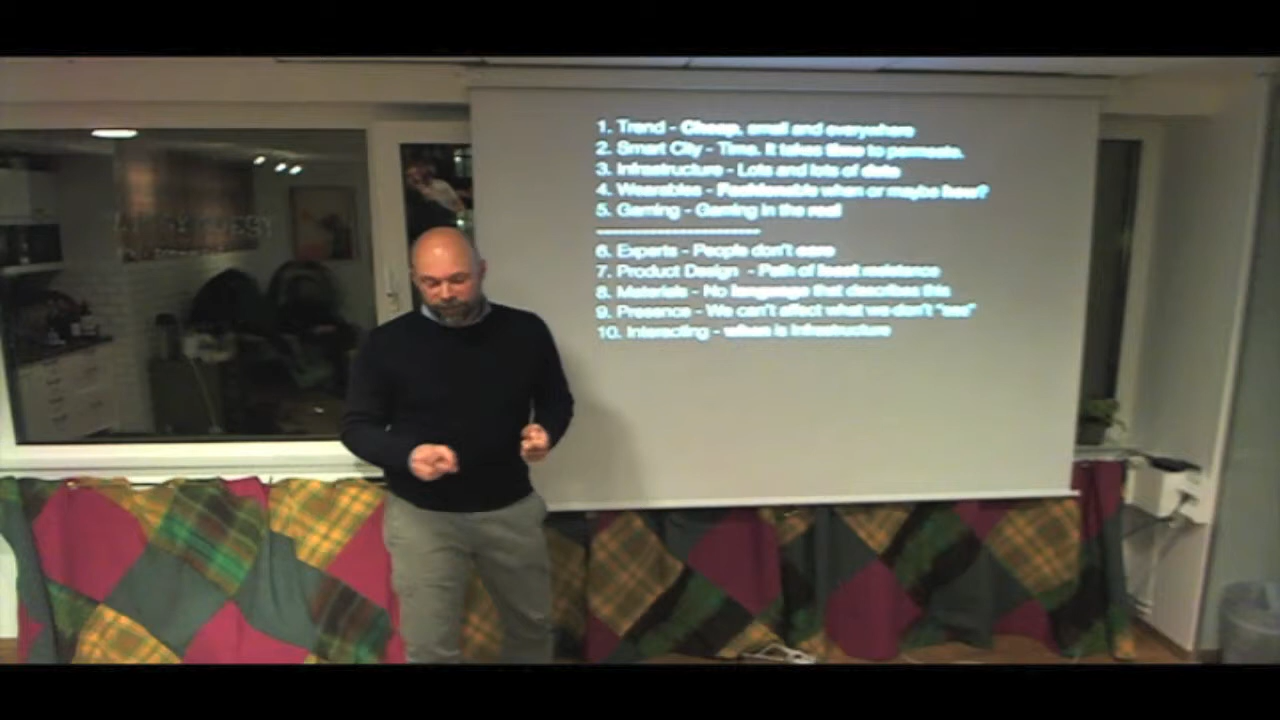 1. Trend - Cheap, small and everywhere
2. Smart City - Time. It takes time to permeate.
3. Infrastructure - Lots and lots of data
4. Wearables - Fashionable when or maybe how?
5. Gaming - Gaming in the real
--------------------
6. Experts - People don't care
7. Product Design - Path of least resistence
8. Materials - No language that describes this
9. Presence - We can't affect what we don't "see"
10. Interacting - when is infrastructure